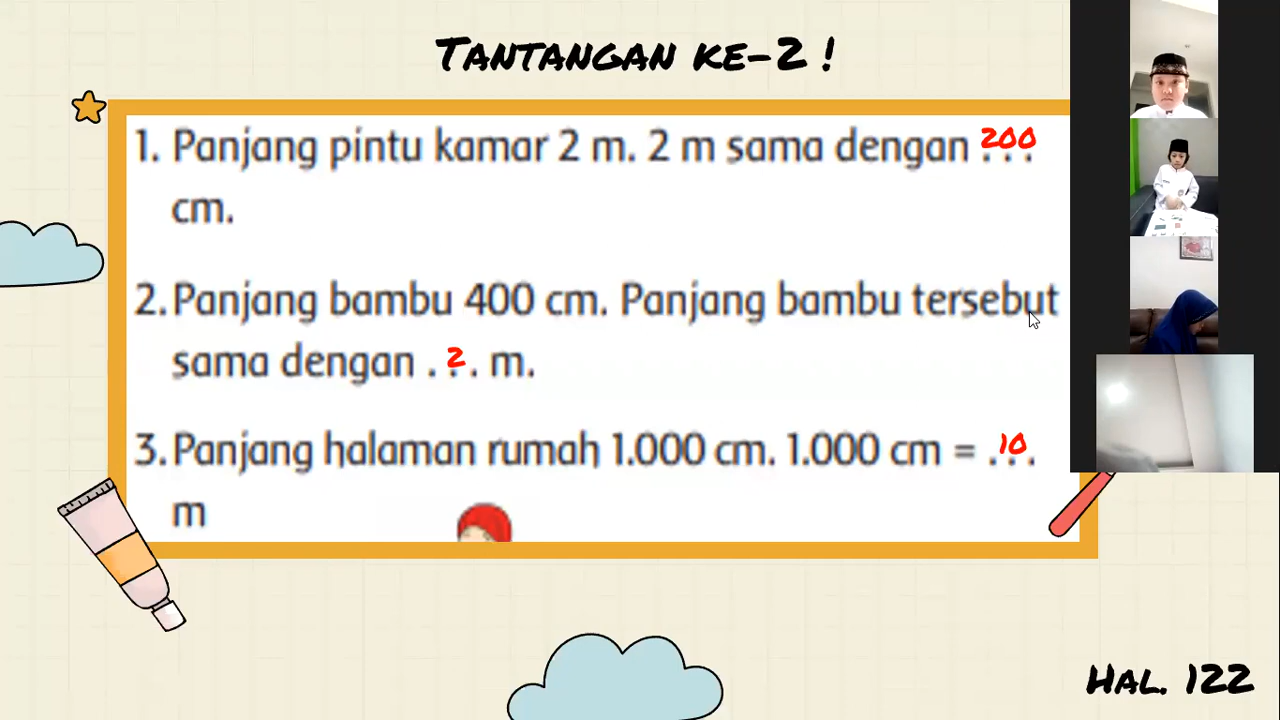 TANTANGAN KE-2 !
1. Panjang pintu kamar 2 m. 2 m sama dengan 200 . . .
cm.
2. Panjang bambu 400 cm. Panjang bambu tersebut
sama dengan . 2 . m.
3. Panjang halaman rumah 1.000 cm. 1.000 cm = . 10 .
m
HAL. 122